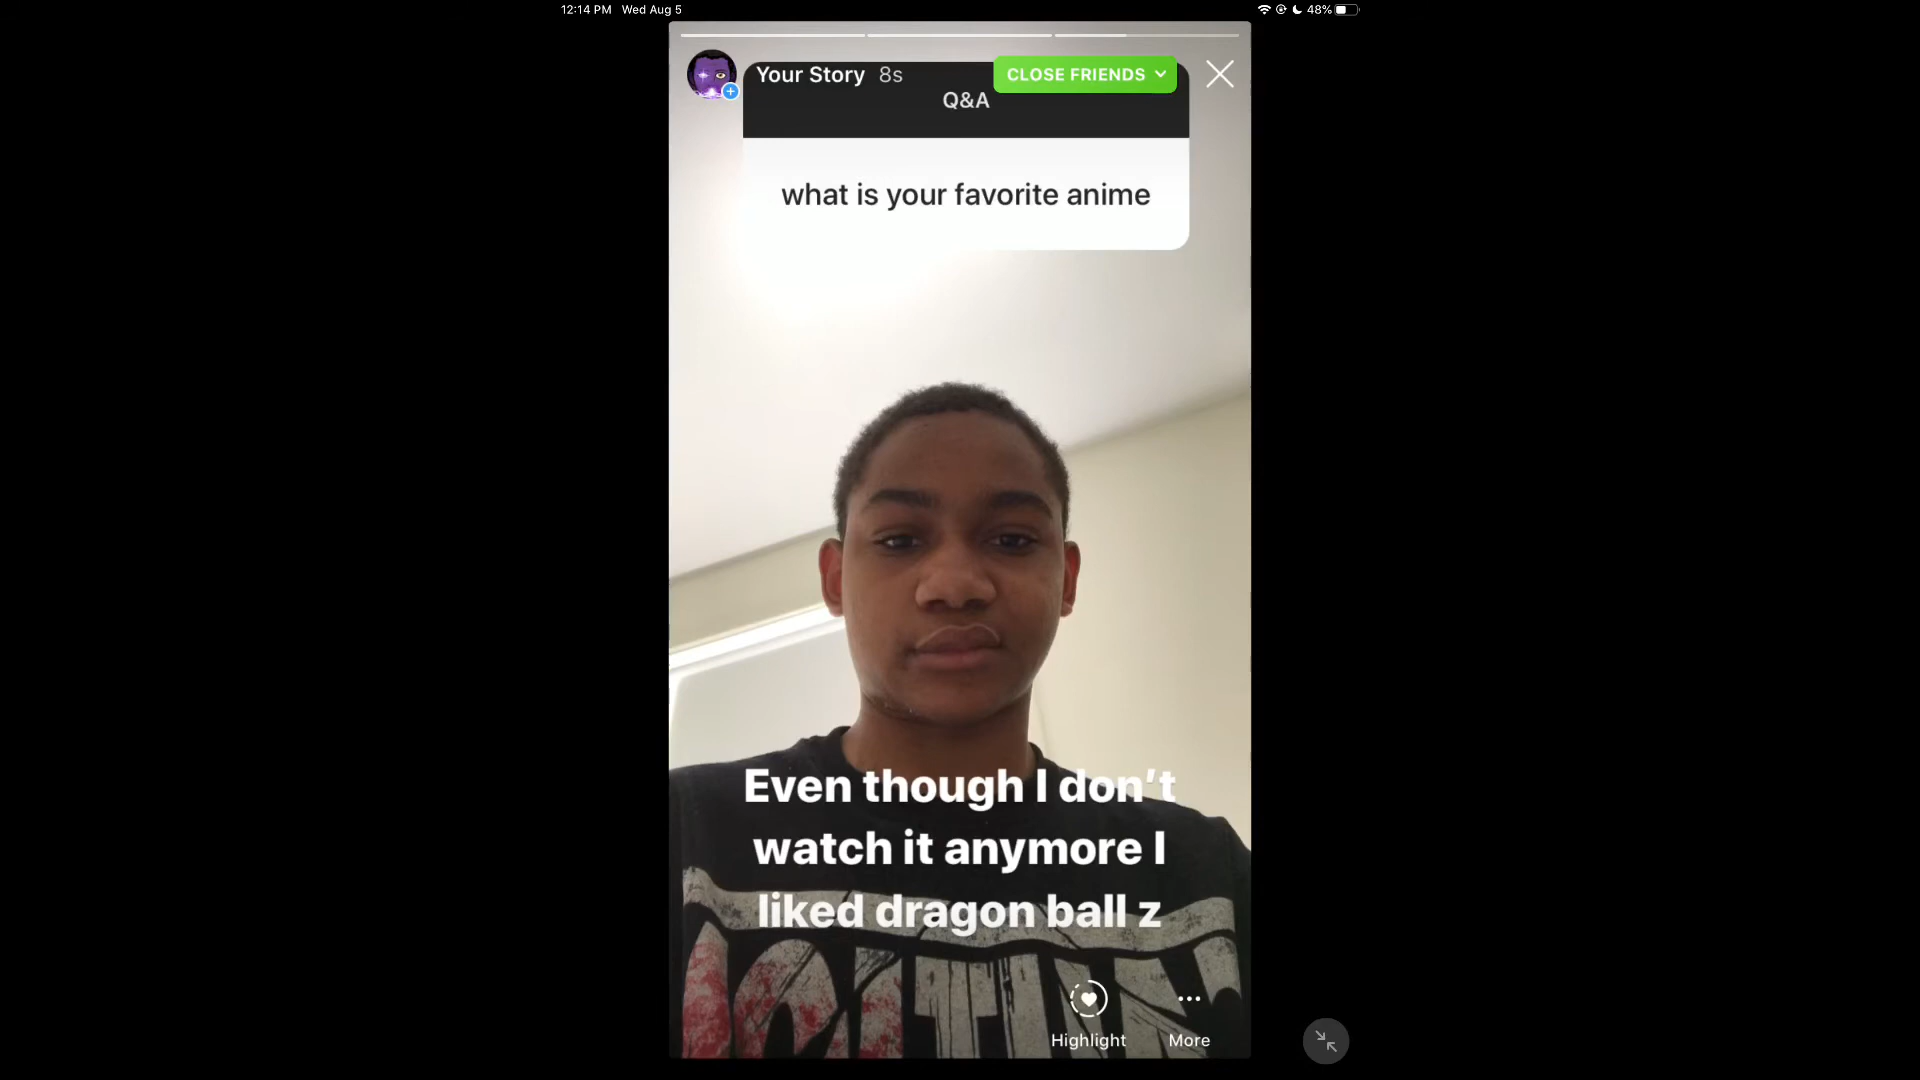 12:14 PM Wed Aug 5
48%
Your Story 8s
CLOSE FRIENDS
Q&A
what is your favorite anime
Even though I don't
watch it anymore I
liked dragon ball z
Highlight
More